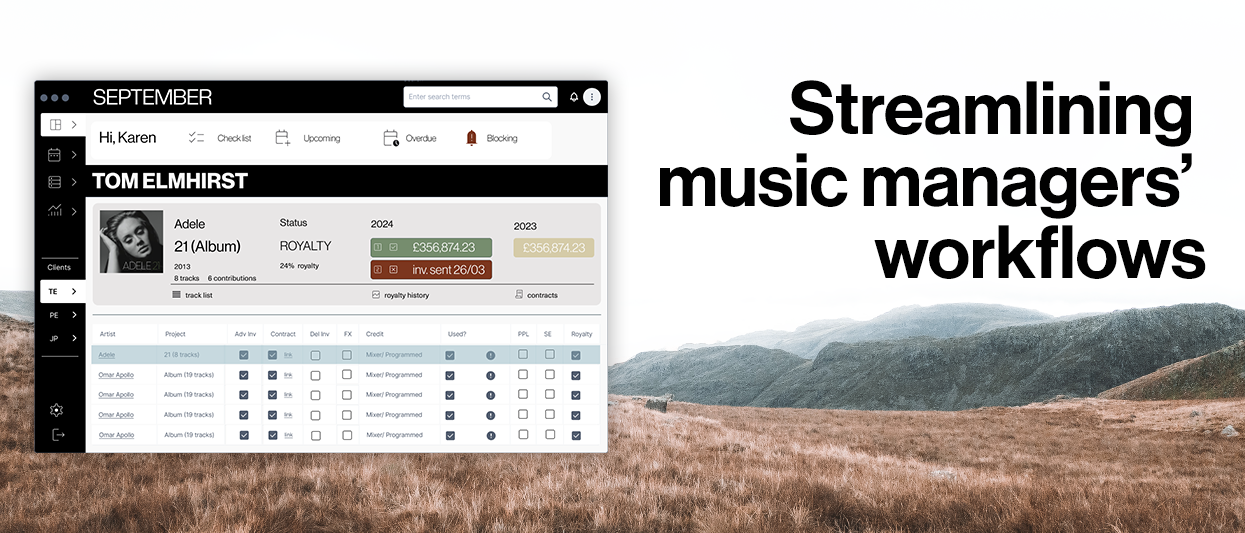 SEPTEMBER
Enter search terms
Hi, Karen
Checklist
Upcoming
Overdue
Blocking
TOM ELMHIRST
ADELE 21
Adele
21 (Album)
2013
8 tracks 6 contributions
Status
ROYALTY
24% royalty
2024
£356,874.23
inv. sent 26/03
2023
£356,874.23
track list
royalty history
contracts
Clients
TE
PE
JP
Artist Project Adv Inv Contract Del Inv FX Credit Used? PPL SE Royalty
Adele 21 (8 tracks) link Mixer/ Programmed
Omar Apollo Album (19 tracks) link Mixer/ Programmed
Omar Apollo Album (19 tracks) link Mixer/ Programmed
Omar Apollo Album (19 tracks) link Mixer/ Programmed
Omar Apollo Album (19 tracks) link Mixer/ Programmed
Streamlining
music managers’
workflows